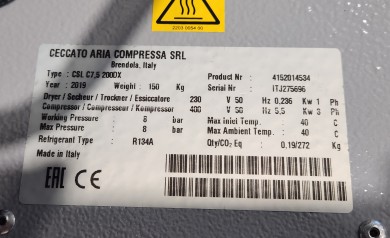 2203 0054 00
CECCATO ARIA COMPRESSA SRL
Brendola, Italy
Type : CSL C7,5 200DX Product Nr : 4152014534
Year : 2019 Weight : 150 Kg Serial Nr : ITJ275696
Dryer / Secheur / Trockner / Essiccatore 230 V 50 Hz 0,236 Kw 1 Ph
Compressor / Compresseur / Kompressor / Compressore 400 V 50 Hz 5,5 Kw 3 Ph
Working Pressure : 8 bar Max Inlet Temp : 40 C
Max Pressure : 8 bar Max Ambient Temp : 40 C
Refrigerant Type : R134A Qty/CO2 Eq : 0,19/272 Kg
Made in Italy
EAC CE